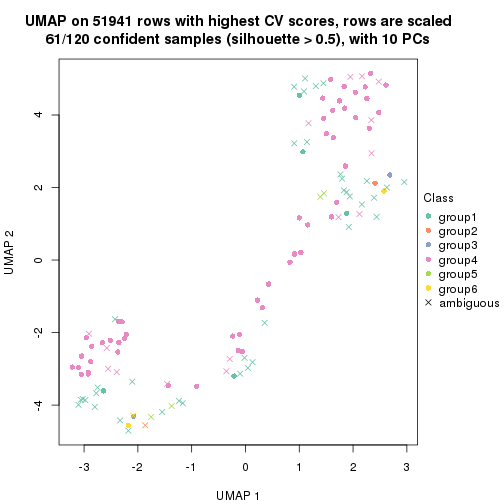 UMAP on 51941 rows with highest CV scores, rows are scaled
61/120 confident samples (silhouette > 0.5), with 10 PCs
UMAP 2
4
2
0
-2
-4
-3
-2
-1
0
1
2
3
UMAP 1
Class
group1
group2
group3
group4
group5
group6
ambiguous